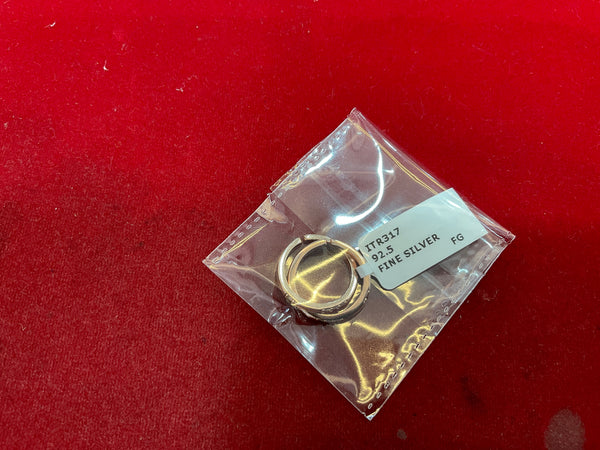 ITR317
92.5
FINE SILVER FG